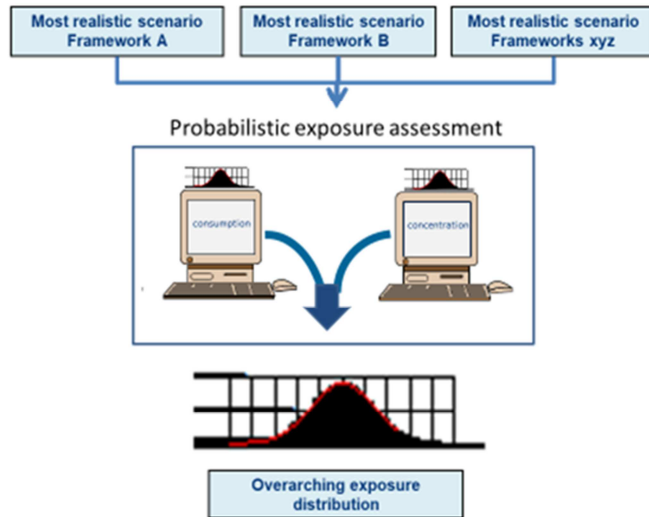 Most realistic scenario
Framework A
Most realistic scenario
Framework B
Most realistic scenario
Frameworks xyz
Probabilistic exposure assessment
consumption
concentration
Overarching exposure
distribution